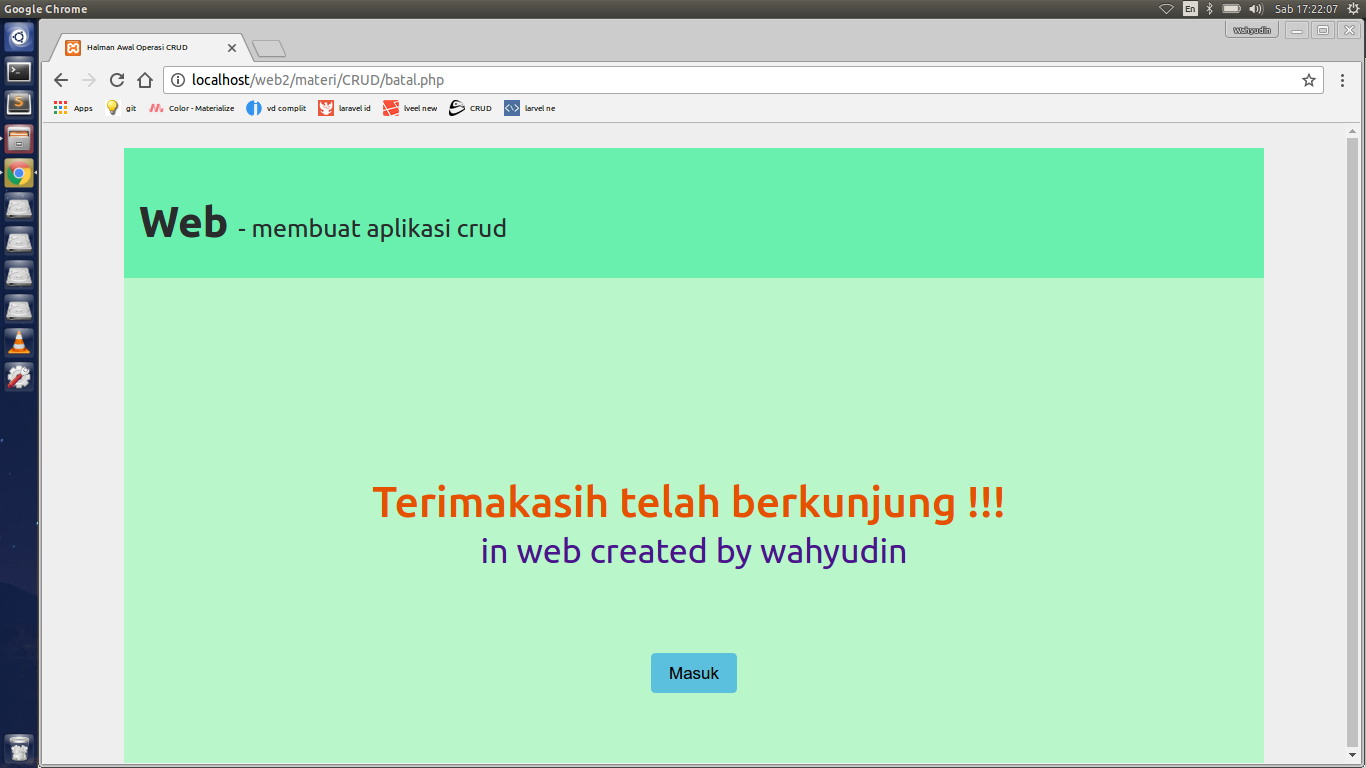 Google Chrome
En
Sab 17:22:07
Halman Awal Operasi CRUD
Wahyudin
localhost/web2/materi/CRUD/batal.php
Apps git Color - Materialize vd complit laravel id lveel new CRUD larvel ne
Web - membuat aplikasi crud
Terimakasih telah berkunjung !!!
in web created by wahyudin
Masuk